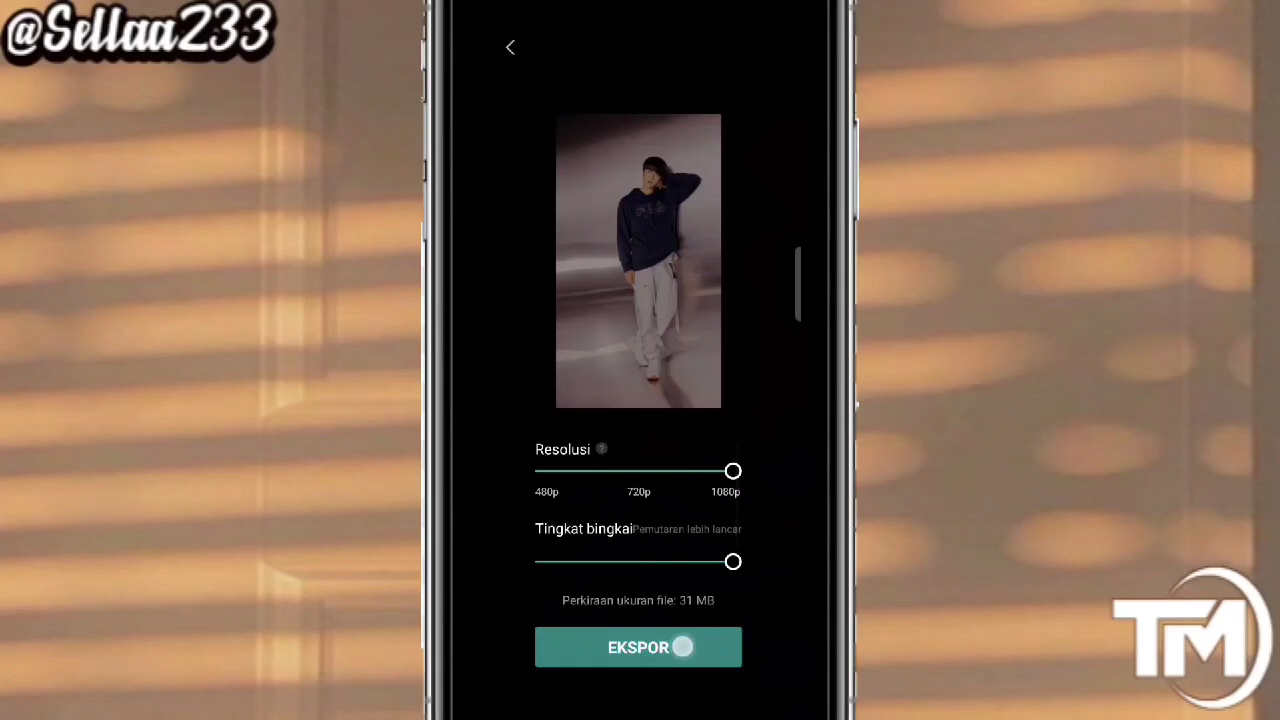 @Sellaa233
Resolusi ?
480p 720p 1080p
Tingkat bingkai Pemutaran lebih lancar
Perkiraan ukuran file: 31 MB
EKSPOR
TM